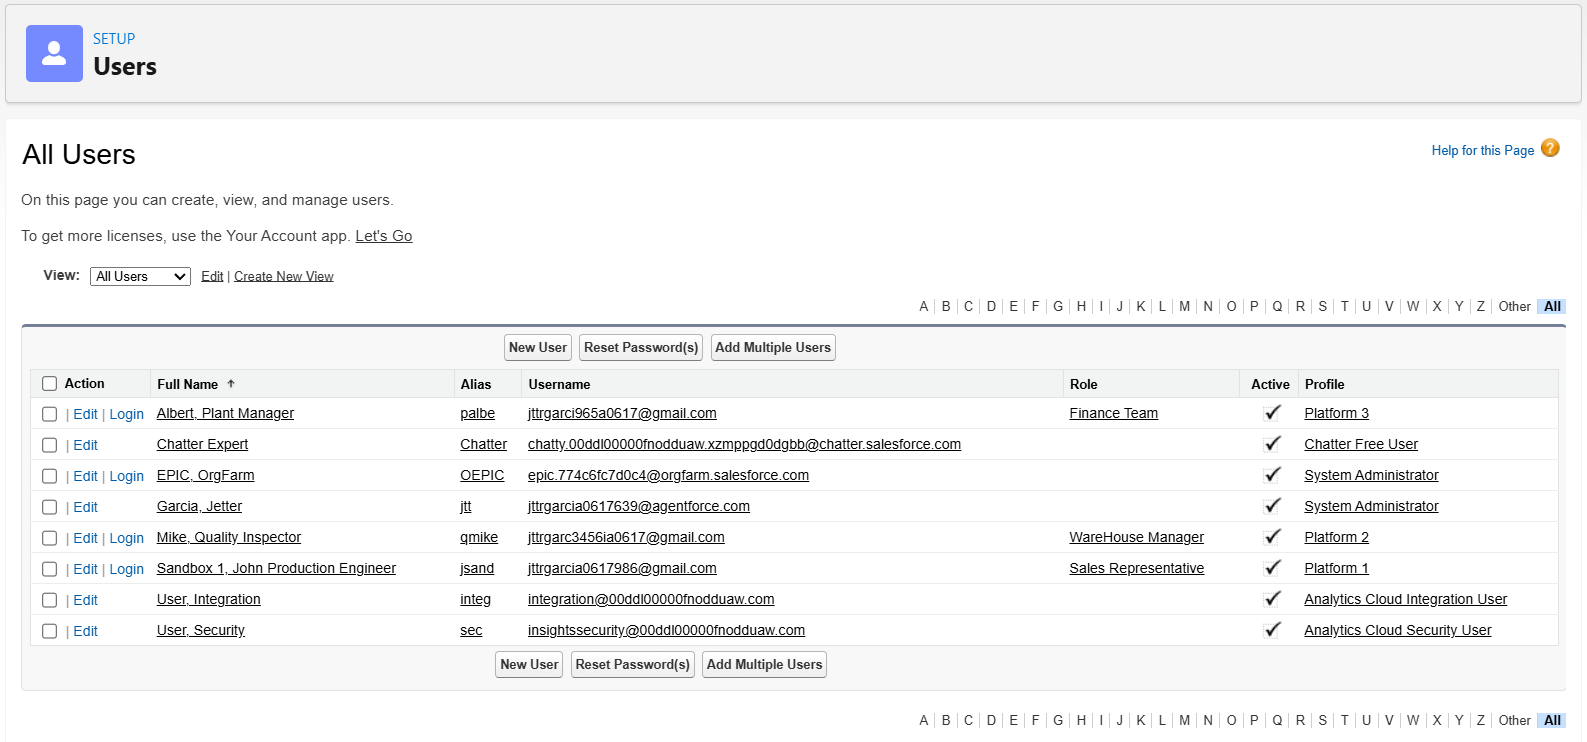 SETUP
Users
All Users
Help for this Page ?
On this page you can create, view, and manage users.
To get more licenses, use the Your Account app. Let's Go
View: All Users Edit | Create New View
A | B | C | D | E | F | G | H | I | J | K | L | M | N | O | P | Q | R | S | T | U | V | W | X | Y | Z | Other | All
New User Reset Password(s) Add Multiple Users
Action Full Name ↑ Alias Username Role Active Profile
| Edit | Login Albert, Plant Manager palbe jttrgarci965a0617@gmail.com Finance Team ✓ Platform 3
| Edit Chatter Expert Chatter chatty.00ddl00000fnodduaw.xzmppgd0dgbb@chatter.salesforce.com ✓ Chatter Free User
| Edit | Login EPIC, OrgFarm OEPIC epic.774c6fc7d0c4@orgfarm.salesforce.com ✓ System Administrator
| Edit Garcia, Jetter jtt jttrgarcia0617639@agentforce.com ✓ System Administrator
| Edit | Login Mike, Quality Inspector qmike jttrgarc3456ia0617@gmail.com WareHouse Manager ✓ Platform 2
| Edit | Login Sandbox 1, John Production Engineer jsand jttrgarcia0617986@gmail.com Sales Representative ✓ Platform 1
| Edit User, Integration integ integration@00ddl00000fnodduaw.com ✓ Analytics Cloud Integration User
| Edit User, Security sec insightssecurity@00ddl00000fnodduaw.com ✓ Analytics Cloud Security User
New User Reset Password(s) Add Multiple Users
A | B | C | D | E | F | G | H | I | J | K | L | M | N | O | P | Q | R | S | T | U | V | W | X | Y | Z | Other | All